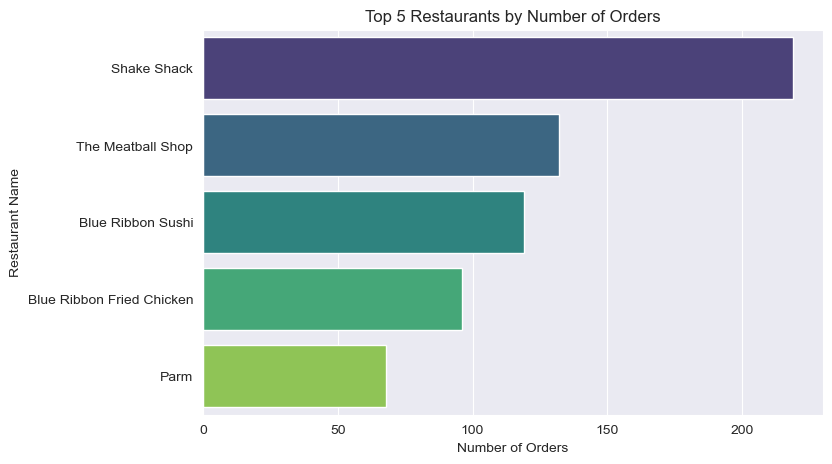 Top 5 Restaurants by Number of Orders
Restaurant Name
Shake Shack
The Meatball Shop
Blue Ribbon Sushi
Blue Ribbon Fried Chicken
Parm
0 50 100 150 200
Number of Orders